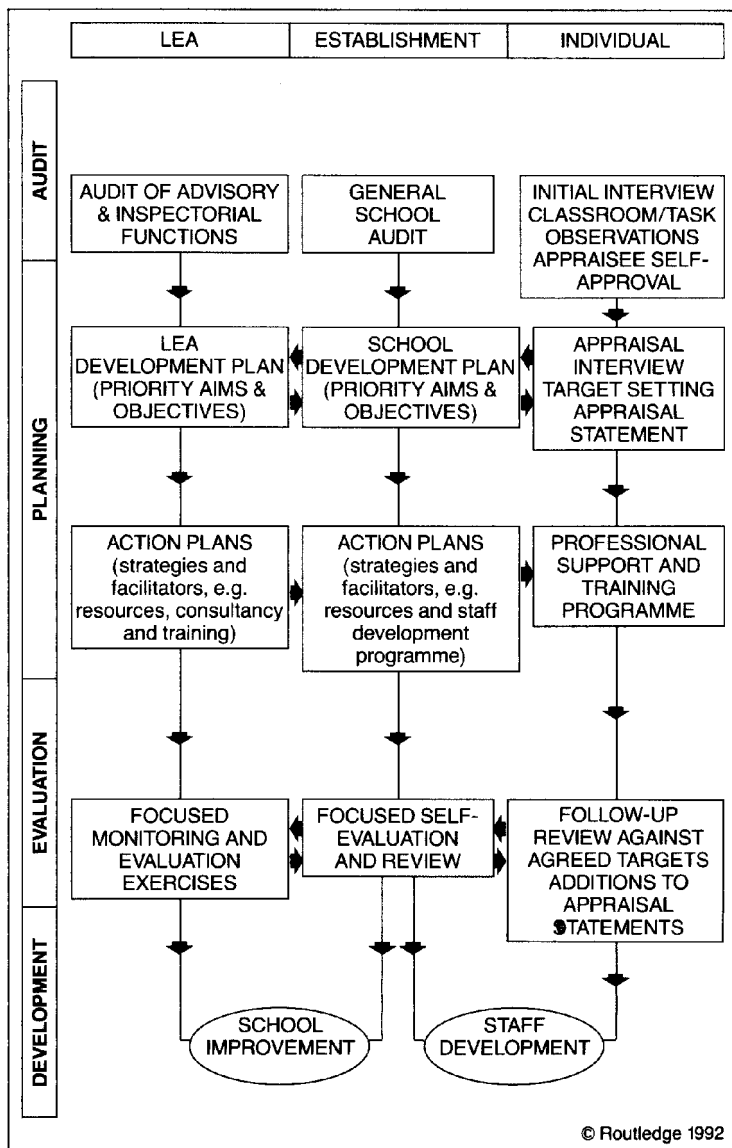 LEA
ESTABLISHMENT
INDIVIDUAL
AUDIT
AUDIT OF ADVISORY
& INSPECTORIAL
FUNCTIONS
GENERAL
SCHOOL
AUDIT
INITIAL INTERVIEW
CLASSROOM/TASK
OBSERVATIONS
APPRAISEE SELF-
APPROVAL
PLANNING
LEA
DEVELOPMENT PLAN
(PRIORITY AIMS &
OBJECTIVES)
SCHOOL
DEVELOPMENT PLAN
(PRIORITY AIMS &
OBJECTIVES)
APPRAISAL
INTERVIEW
TARGET SETTING
APPRAISAL
STATEMENT
ACTION PLANS
(strategies and
facilitators, e.g.
resources, consultancy
and training)
ACTION PLANS
(strategies and
facilitators, e.g.
resources and staff
development
programme)
PROFESSIONAL
SUPPORT AND
TRAINING
PROGRAMME
EVALUATION
FOCUSED
MONITORING AND
EVALUATION
EXERCISES
FOCUSED SELF-
EVALUATION
AND REVIEW
FOLLOW-UP
REVIEW AGAINST
AGREED TARGETS
ADDITIONS TO
APPRAISAL
STATEMENTS
DEVELOPMENT
SCHOOL
IMPROVEMENT
STAFF
DEVELOPMENT
© Routledge 1992